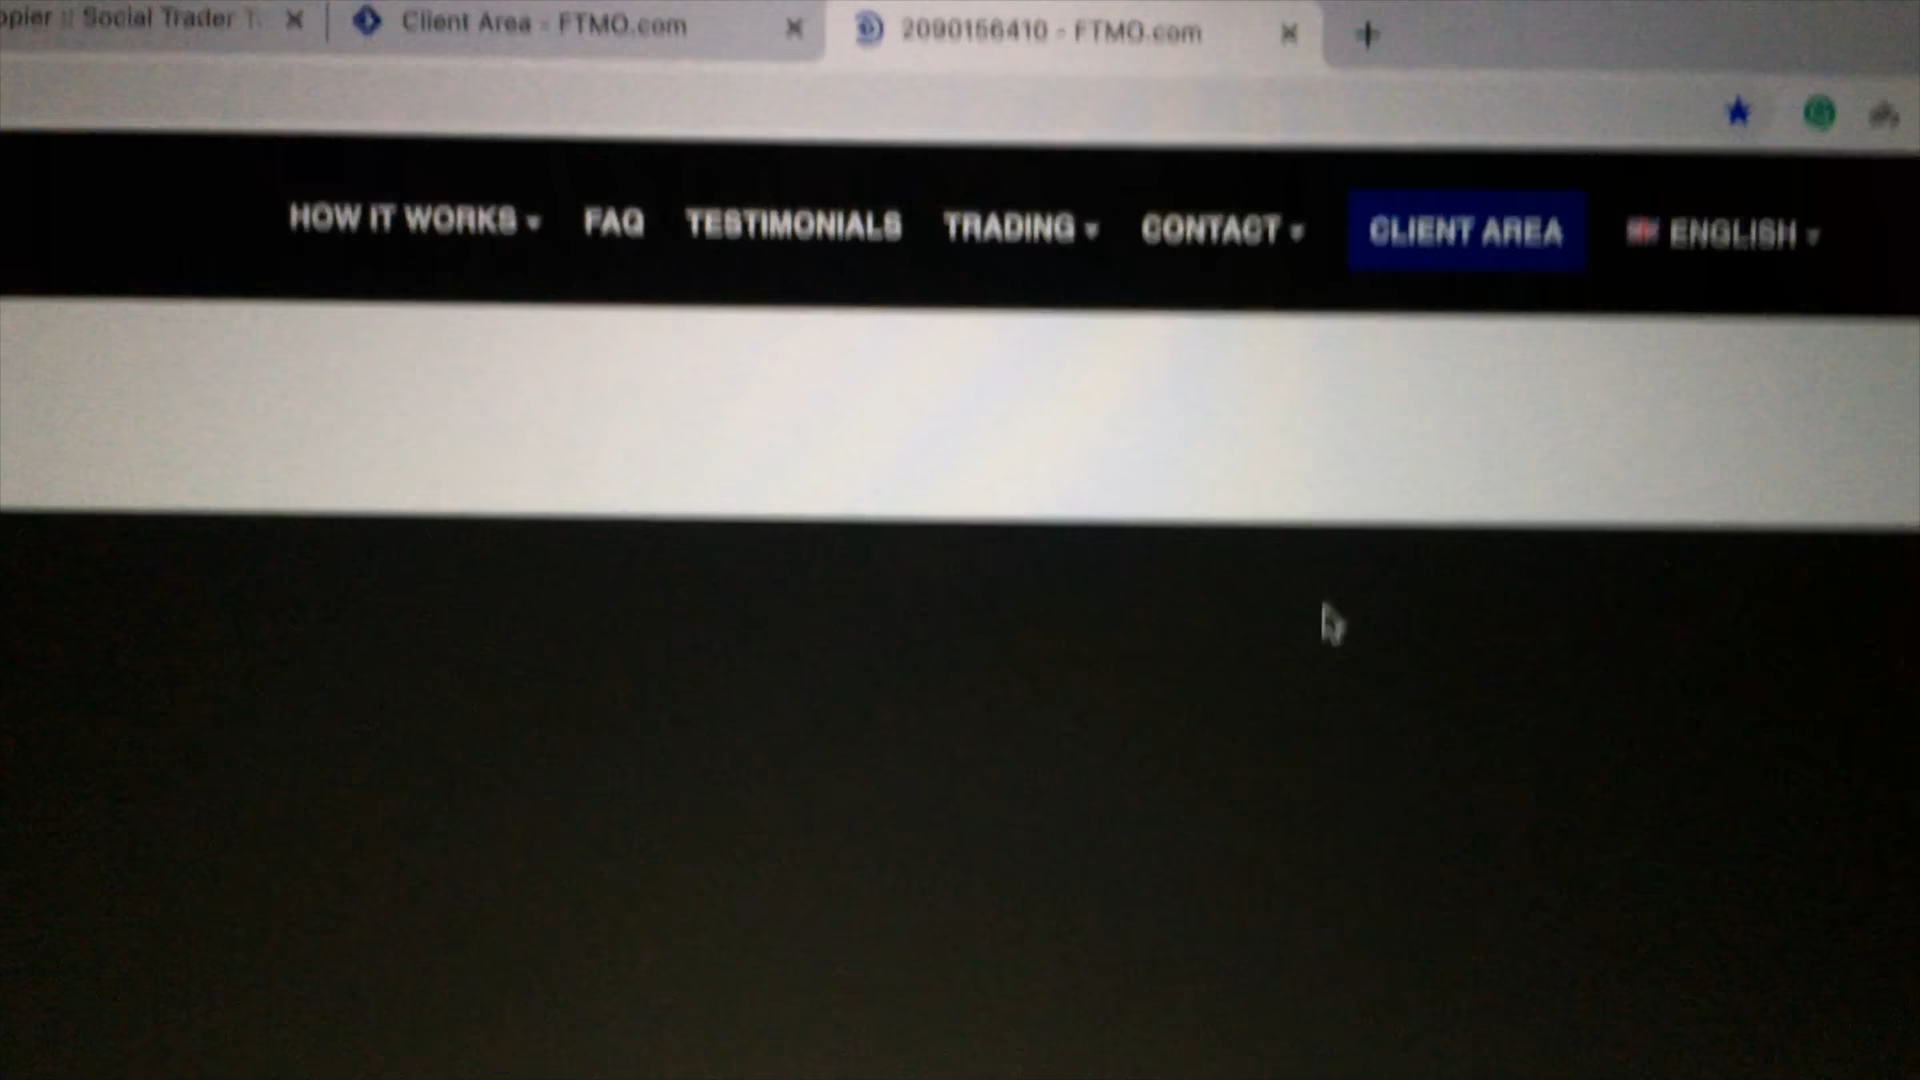 opier :: Social Trader T
Client Area - FTMO.com
2090156410 - FTMO.com
HOW IT WORKS
FAQ
TESTIMONIALS
TRADING
CONTACT
CLIENT AREA
ENGLISH